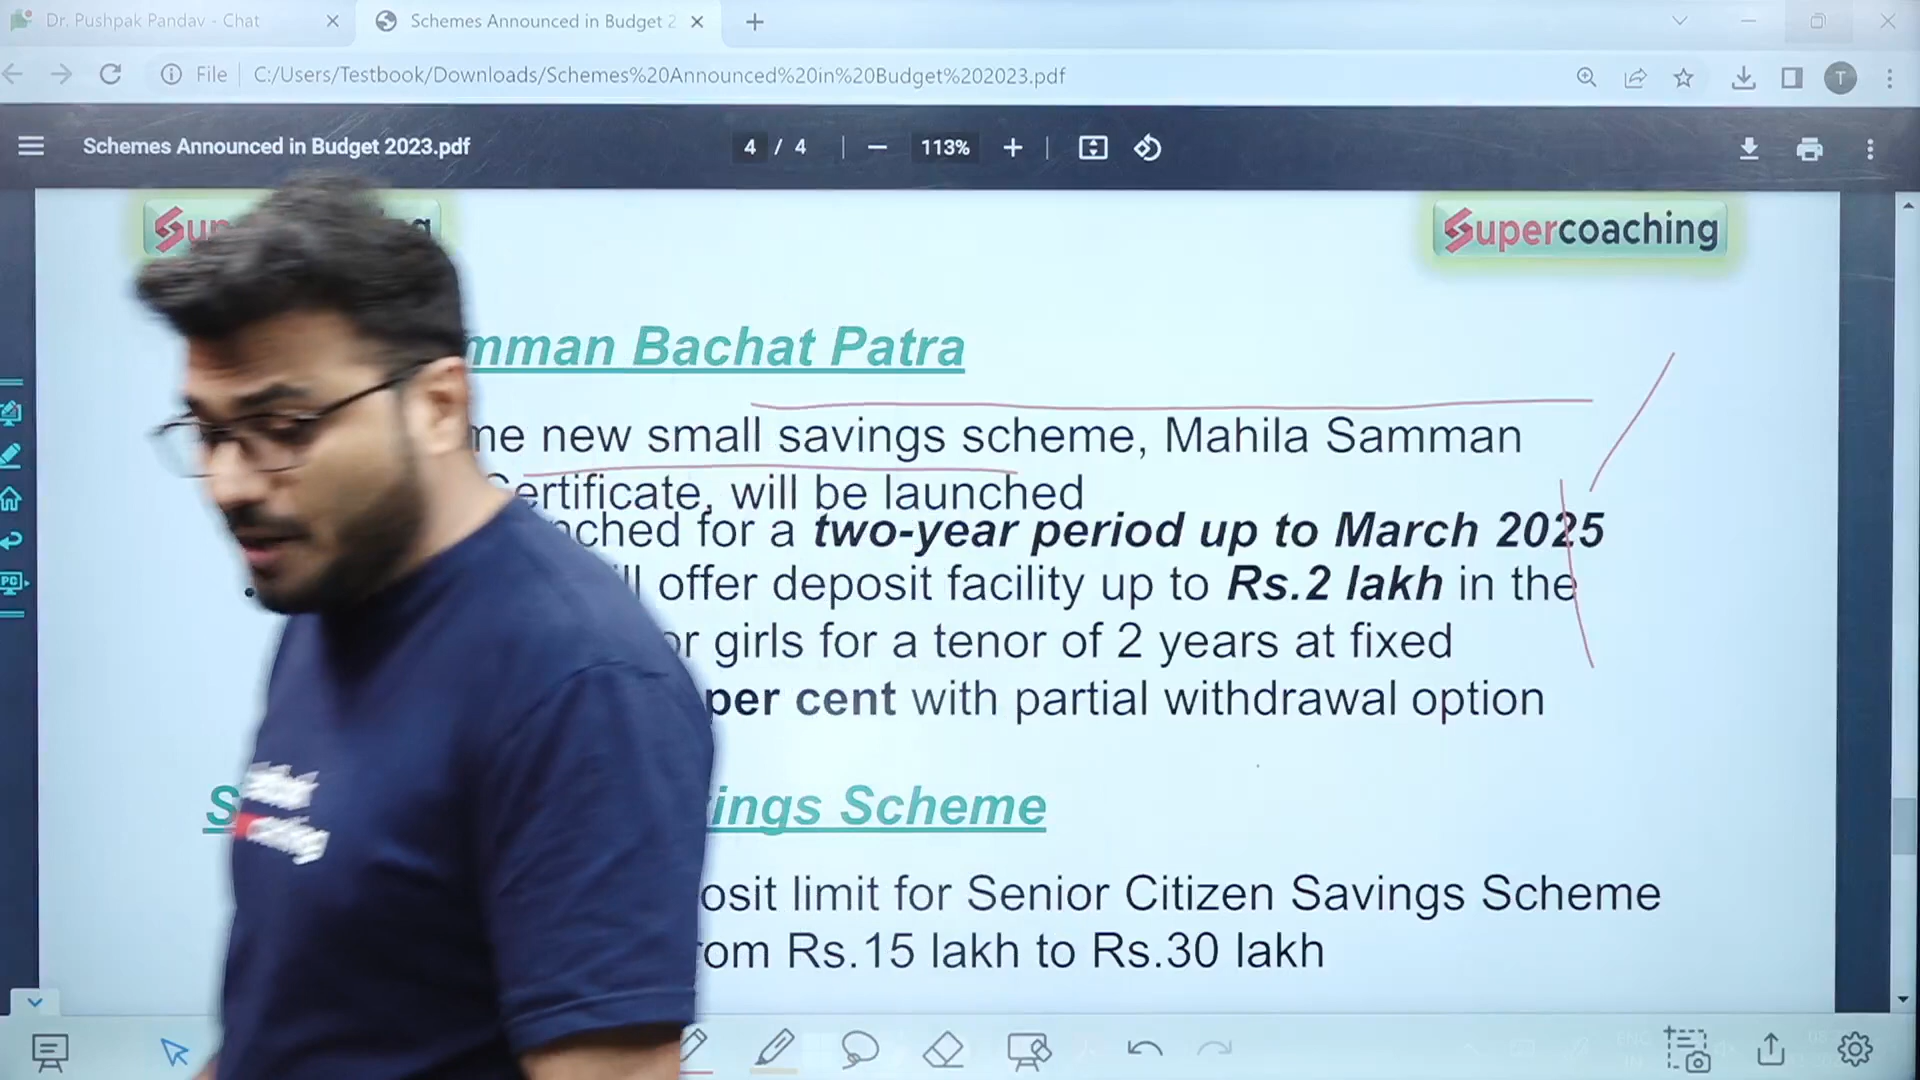 Dr. Pushpak Pandav - Chat
Schemes Announced in Budget 2
File
C:/Users/Testbook/Downloads/Schemes%20Announced%20in%20Budget%202023.pdf
T
Schemes Announced in Budget 2023.pdf
4 / 4
113%
Supercoaching
mman Bachat Patra
me new small savings scheme, Mahila Samman
Certificate, will be launched
nched for a two-year period up to March 2025
ll offer deposit facility up to Rs.2 lakh in the
or girls for a tenor of 2 years at fixed
per cent with partial withdrawal option
S ings Scheme
osit limit for Senior Citizen Savings Scheme
om Rs.15 lakh to Rs.30 lakh